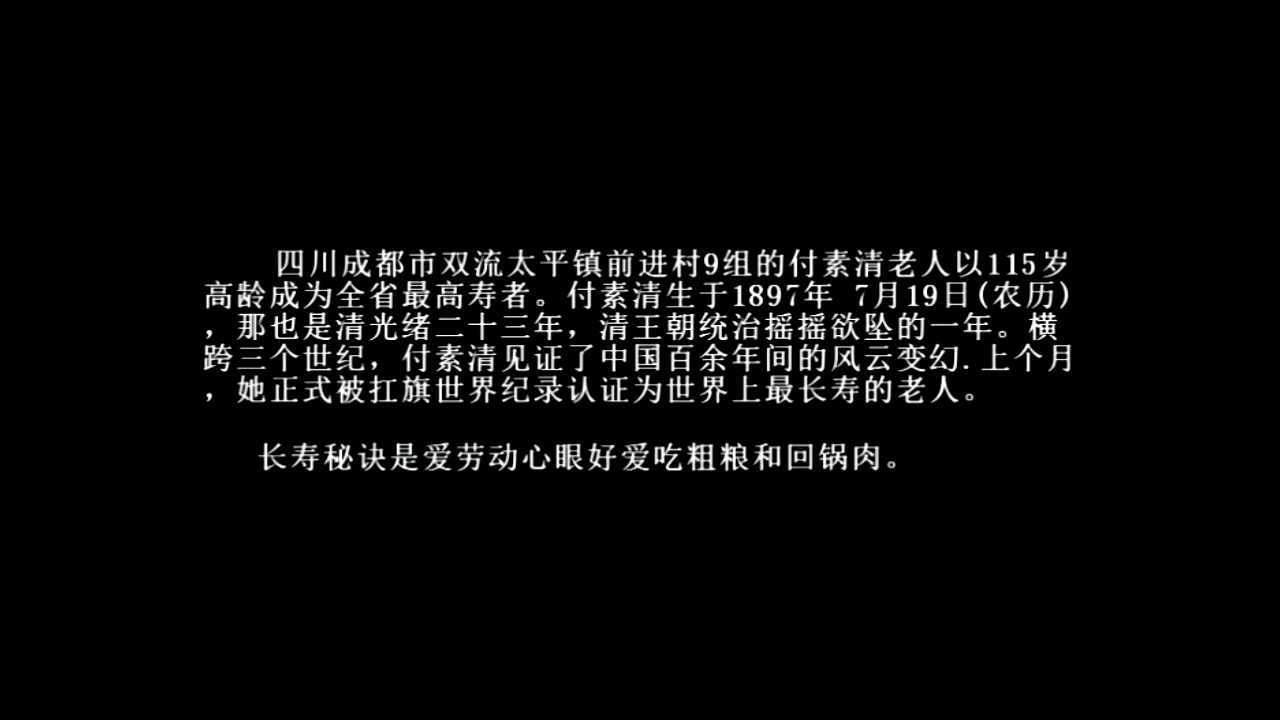 四川成都市双流太平镇前进村9组的付素清老人以115岁
高龄成为全省最高寿者。付素清生于1897年 7月19日(农历)
，那也是清光绪二十三年，清王朝统治摇摇欲坠的一年。横
跨三个世纪，付素清见证了中国百余年间的风云变幻.上个月
，她正式被扛旗世界纪录认证为世界上最长寿的老人。
长寿秘诀是爱劳动心眼好爱吃粗粮和回锅肉。